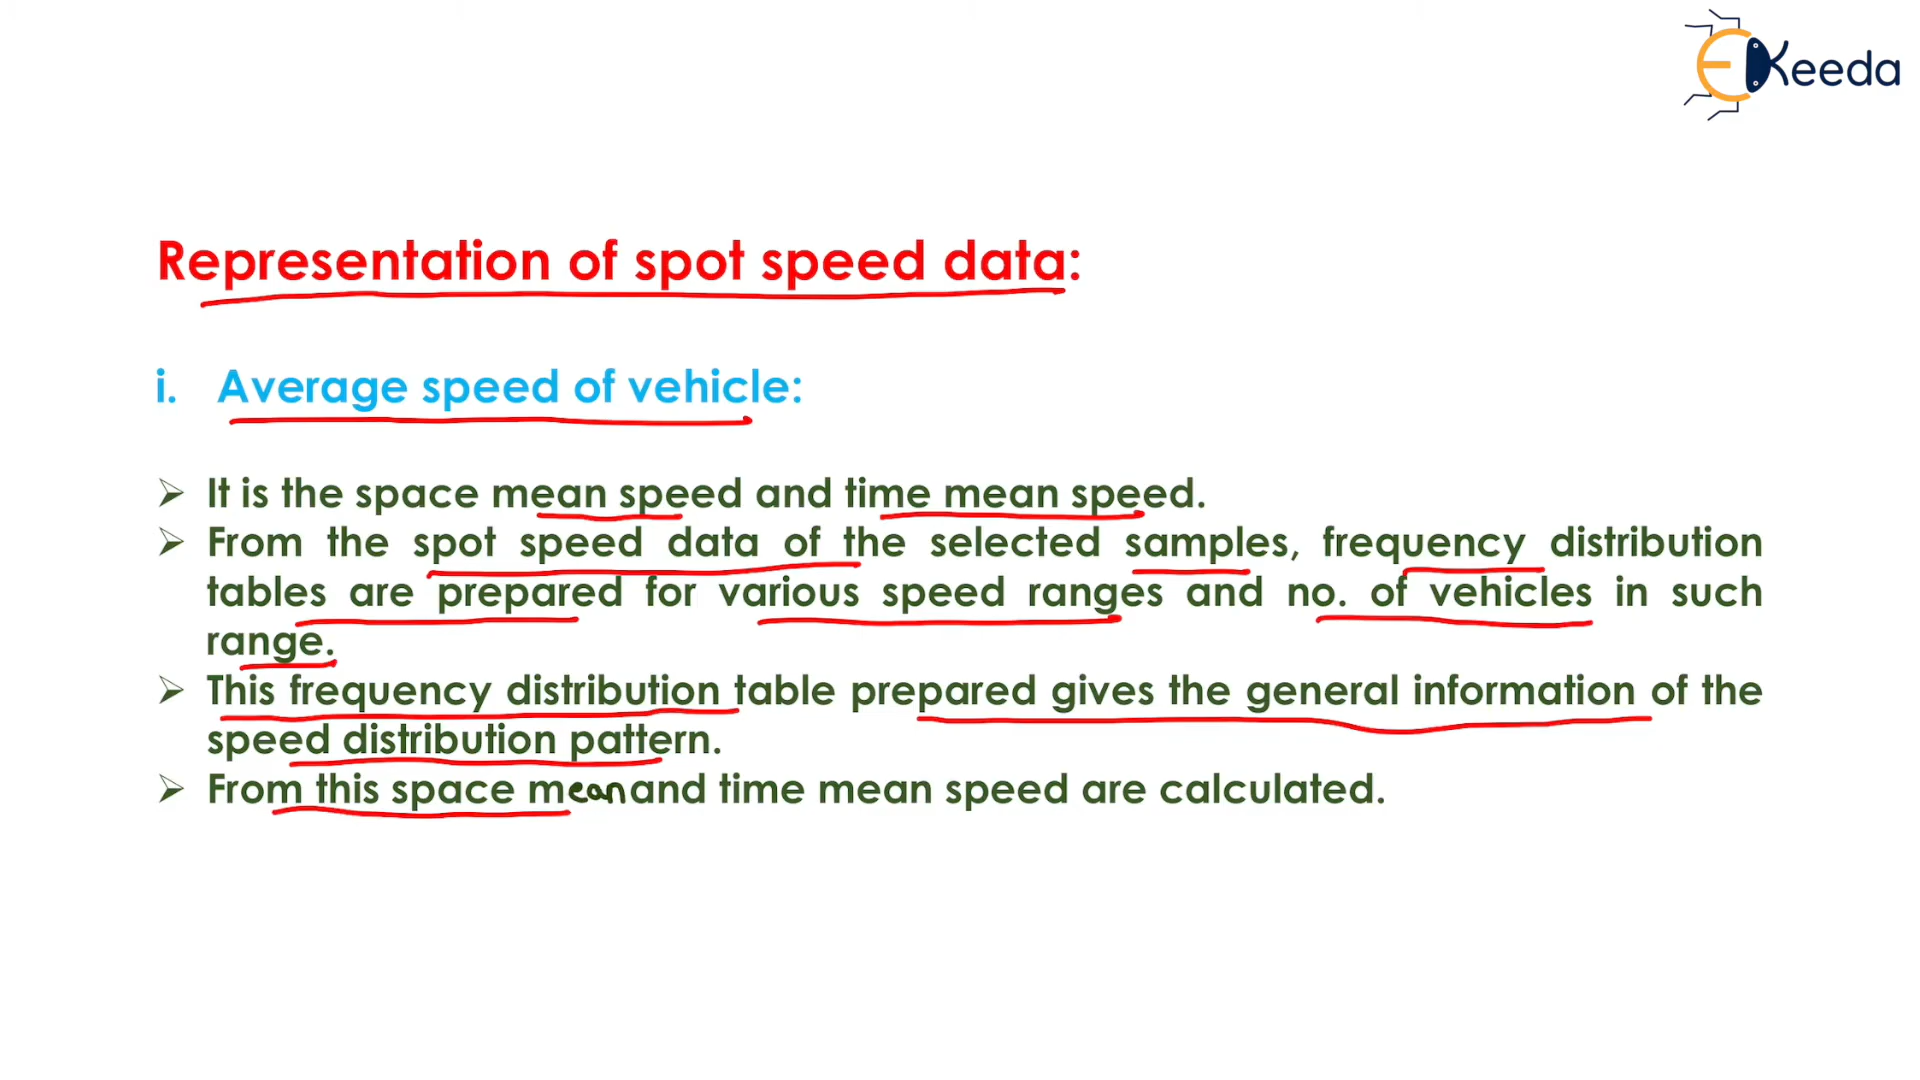 EKeeda
Representation of spot speed data:
i. Average speed of vehicle:
➢ It is the space mean speed and time mean speed.
➢ From the spot speed data of the selected samples, frequency distribution
tables are prepared for various speed ranges and no. of vehicles in such
range.
➢ This frequency distribution table prepared gives the general information of the
speed distribution pattern.
➢ From this space mean and time mean speed are calculated.